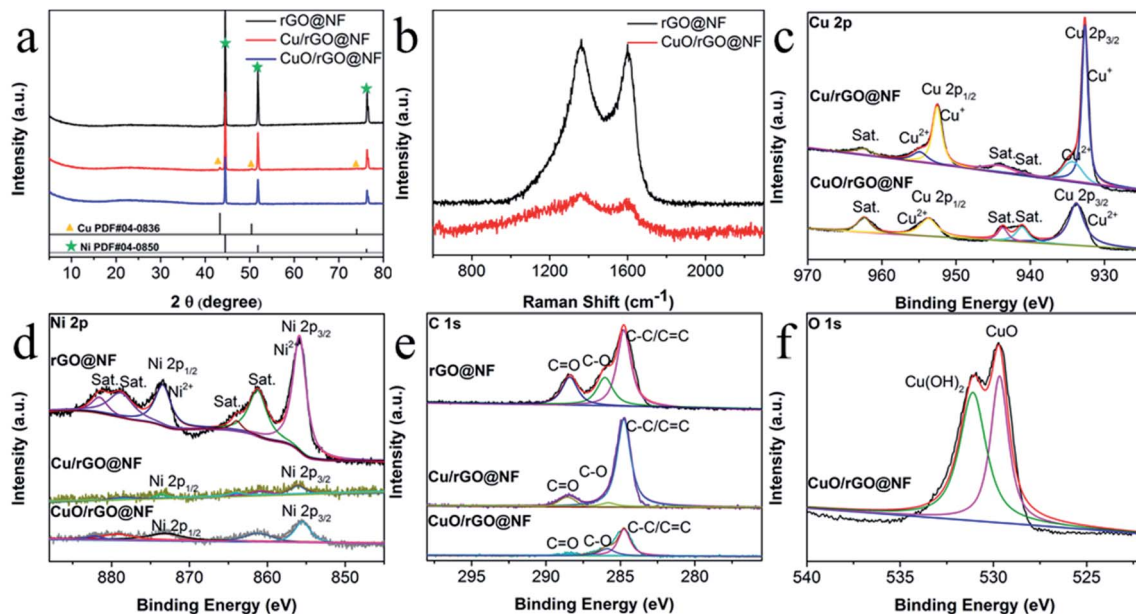 a
rGO@NF
Cu/rGO@NF
CuO/rGO@NF
Cu PDF#04-0836
Ni PDF#04-0850
0 10 20 30 40 50 60 70 80
2 θ (degree)
Intensity (a.u.)
b
rGO@NF
CuO/rGO@NF
800 1200 1600 2000
Raman Shift (cm-1)
Intensity (a.u.)
c
Cu 2p
Cu 2p3/2
Cu+
Cu/rGO@NF
Cu 2p1/2
Cu+
Sat.
Cu2+
Sat.
Sat.
Cu2+
CuO/rGO@NF
Cu 2p3/2
Cu 2p1/2
Sat.
Cu2+
Sat.
Sat.
Cu2+
970 960 950 940 930
Binding Energy (eV)
Intensity (a.u.)
d
Ni 2p
Ni 2p3/2
rGO@NF
Ni2+
Ni 2p1/2
Sat.
Sat.
Ni2+
Sat.
Sat.
Cu/rGO@NF
Ni 2p1/2
Ni 2p3/2
CuO/rGO@NF
Ni 2p1/2
Ni 2p3/2
880 870 860 850
Binding Energy (eV)
Intensity (a.u.)
e
C 1s
C-C/C=C
C-O
C=O
rGO@NF
C-C/C=C
C-O
C=O
Cu/rGO@NF
C-C/C=C
C-O
C=O
CuO/rGO@NF
295 290 285 280
Binding Energy (eV)
Intensity (a.u.)
f
O 1s
CuO
Cu(OH)2
CuO/rGO@NF
540 535 530 525
Binding Energy (eV)
Intensity (a.u.)